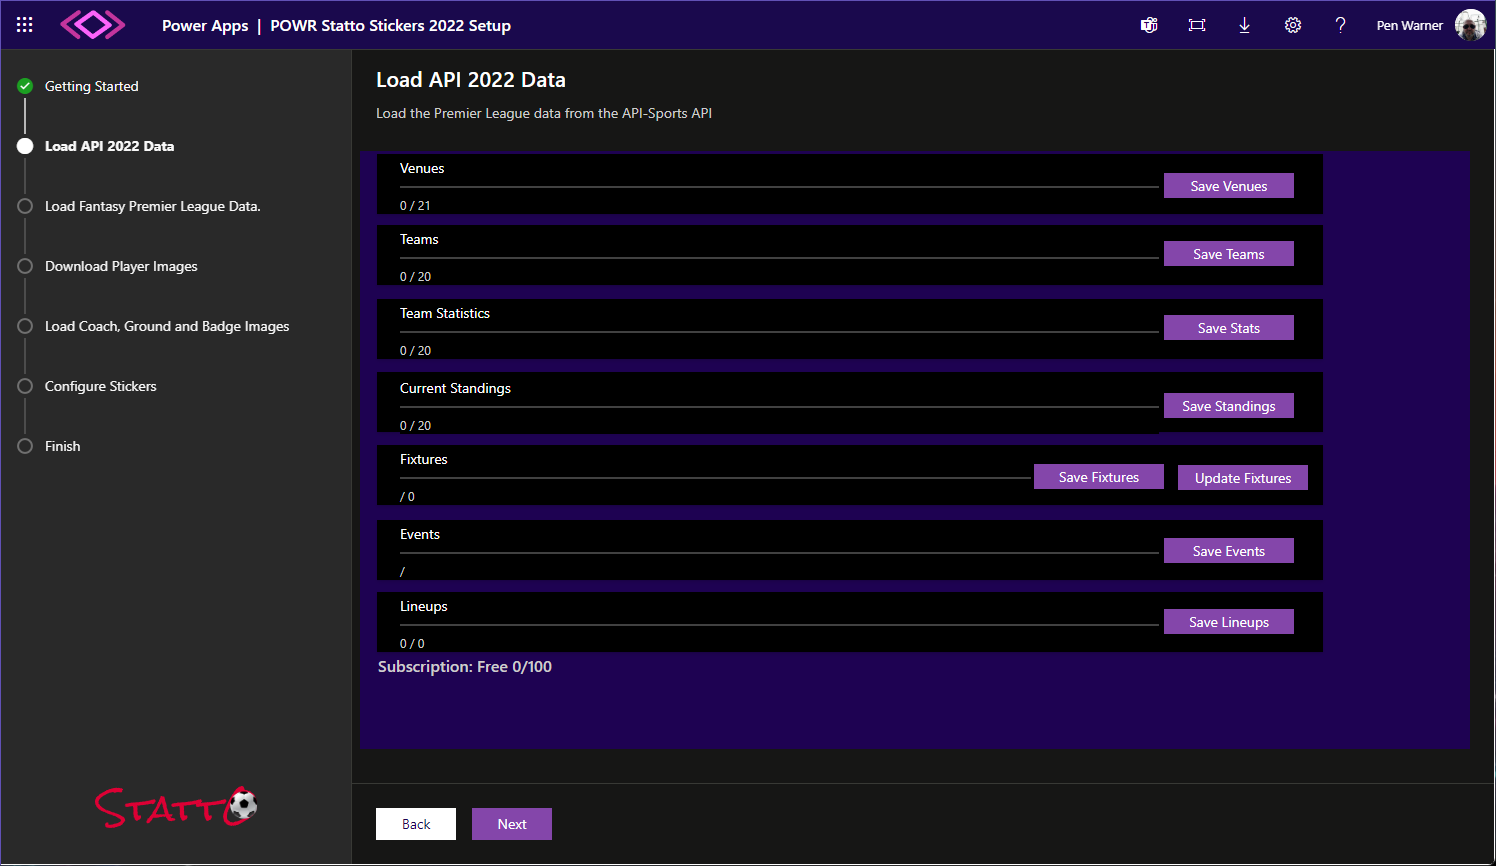 Power Apps | POWR Statto Stickers 2022 Setup
Pen Warner
Getting Started
Load API 2022 Data
Load Fantasy Premier League Data.
Download Player Images
Load Coach, Ground and Badge Images
Configure Stickers
Finish
STATTO
Load API 2022 Data
Load the Premier League data from the API-Sports API
Venues
Save Venues
0 / 21
Teams
Save Teams
0 / 20
Team Statistics
Save Stats
0 / 20
Current Standings
Save Standings
0 / 20
Fixtures
Save Fixtures
Update Fixtures
/ 0
Events
Save Events
/
Lineups
Save Lineups
0 / 0
Subscription: Free 0/100
Back
Next